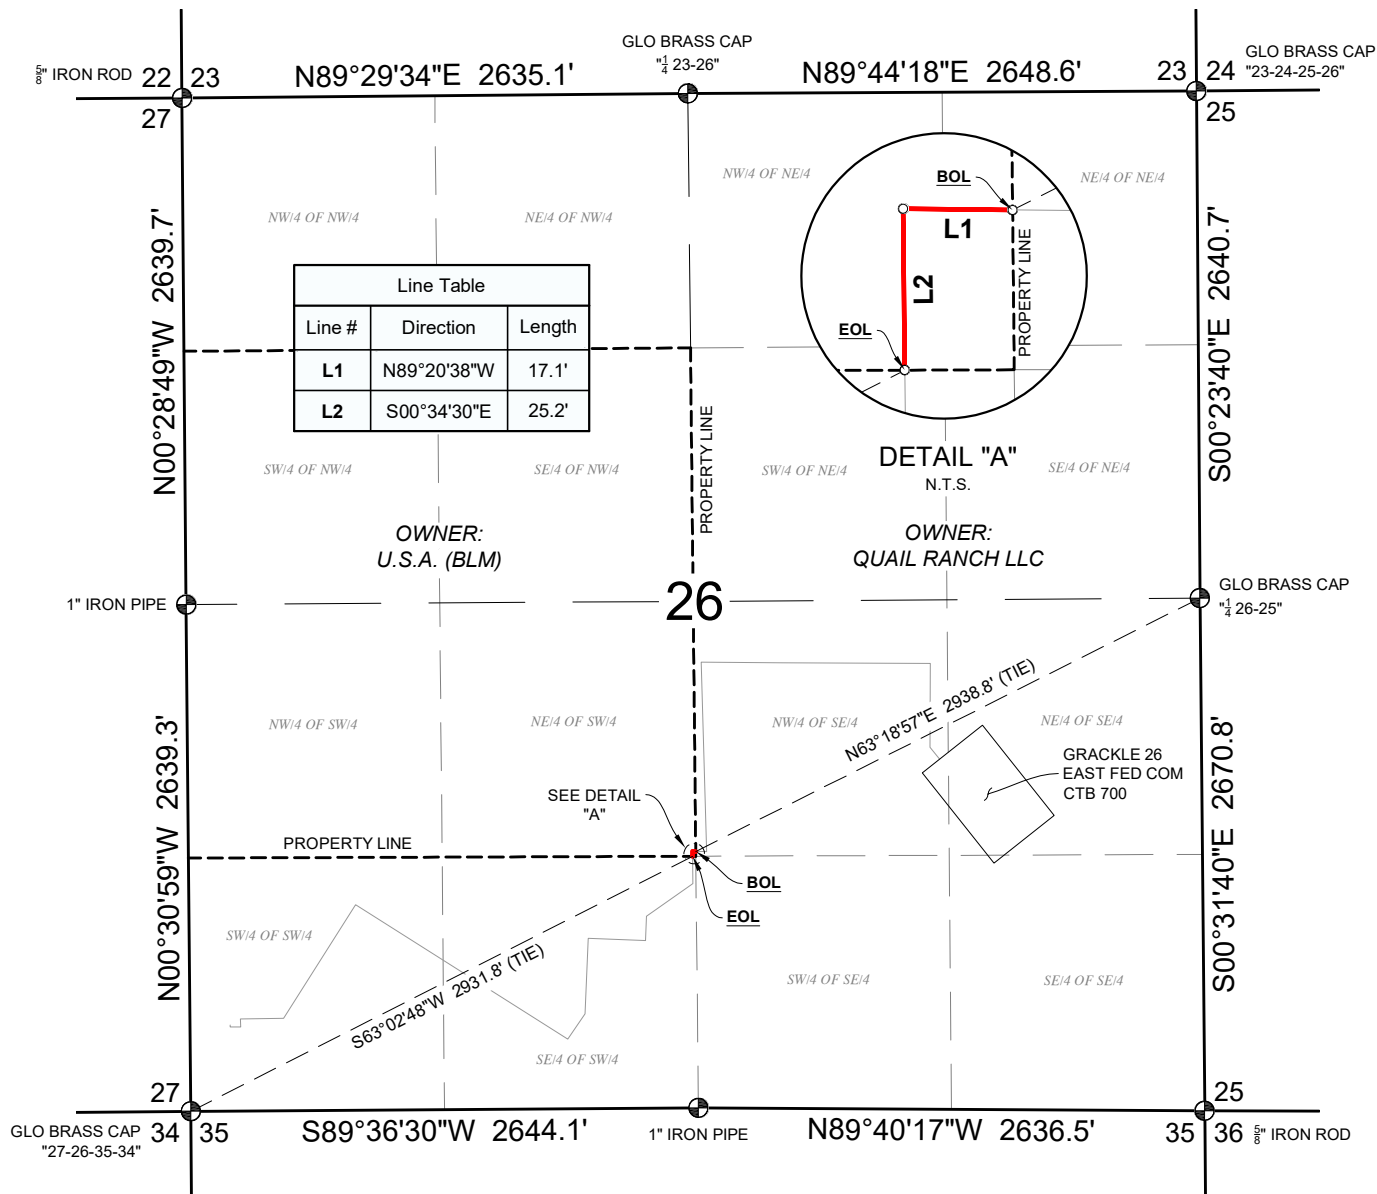 GLO BRASS CAP
"1/4 23-26"
GLO BRASS CAP
"23-24-25-26"
5/8" IRON ROD
22 23
N89°29'34"E 2635.1'
N89°44'18"E 2648.6'
23 24
27
25
NW/4 OF NE/4
NE/4 OF NE/4
BOL
NW/4 OF NW/4
NE/4 OF NW/4
L1
N00°28'49"W 2639.7'
S00°23'40"E 2640.7'
Line Table
Line # Direction Length
L1 N89°20'38"W 17.1'
L2 S00°34'30"E 25.2'
L2
PROPERTY LINE
EOL
PROPERTY LINE
DETAIL "A"
N.T.S.
SW/4 OF NW/4
SE/4 OF NW/4
SW/4 OF NE/4
SE/4 OF NE/4
OWNER:
U.S.A. (BLM)
OWNER:
QUAIL RANCH LLC
1" IRON PIPE
26
GLO BRASS CAP
"1/4 26-25"
N63°18'57"E 2938.8' (TIE)
NW/4 OF SW/4
NE/4 OF SW/4
NW/4 OF SE/4
NE/4 OF SE/4
N00°30'59"W 2639.3'
S00°31'40"E 2670.8'
GRACKLE 26
EAST FED COM
CTB 700
SEE DETAIL
"A"
PROPERTY LINE
BOL
EOL
SW/4 OF SW/4
S63°02'48"W 2931.8' (TIE)
SW/4 OF SE/4
SE/4 OF SE/4
SE/4 OF SW/4
27
25
GLO BRASS CAP
"27-26-35-34"
34 35
S89°36'30"W 2644.1'
1" IRON PIPE
N89°40'17"W 2636.5'
35 36
5/8" IRON ROD